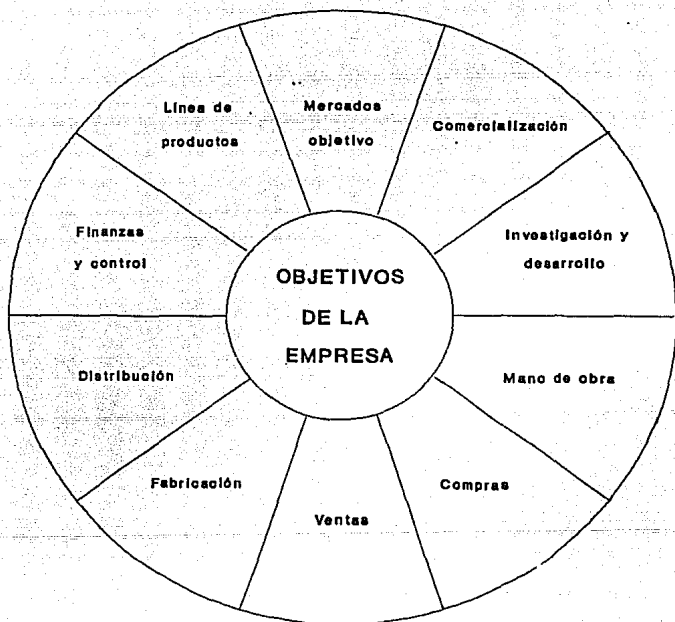 Línea de
productos
Mercados
objetivo
Comercialización
Investigación y
desarrollo
Mano de obra
Compras
Ventas
Fabricación
Distribución
Finanzas
y control
OBJETIVOS
DE LA
EMPRESA